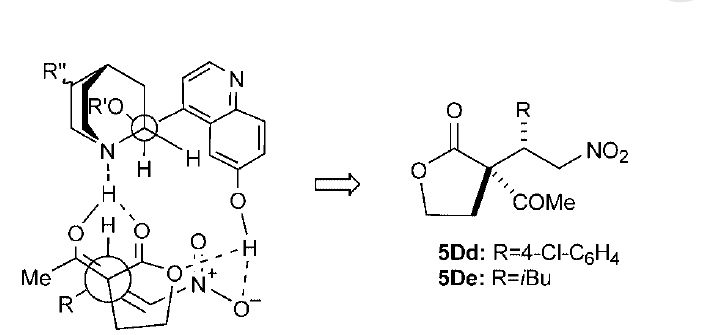 R"
N
R'O
N
H
H
H
O
O
H
O
O
H
Me
O
N⁺
R
O⁻
O
R
NO₂
O
COMe
5Dd: R=4-Cl-C₆H₄
5De: R=iBu